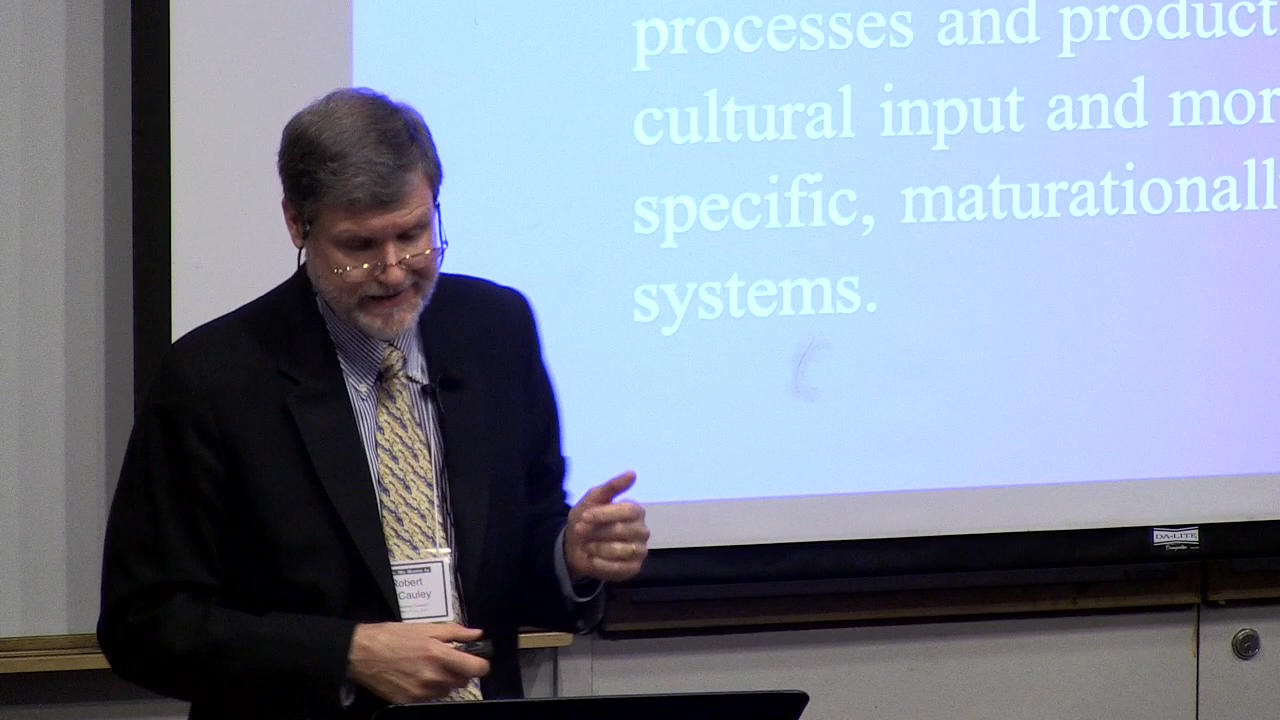 processes and product
cultural input and mor
specific, maturationall
systems.
DA-LITE
Robert
Cauley